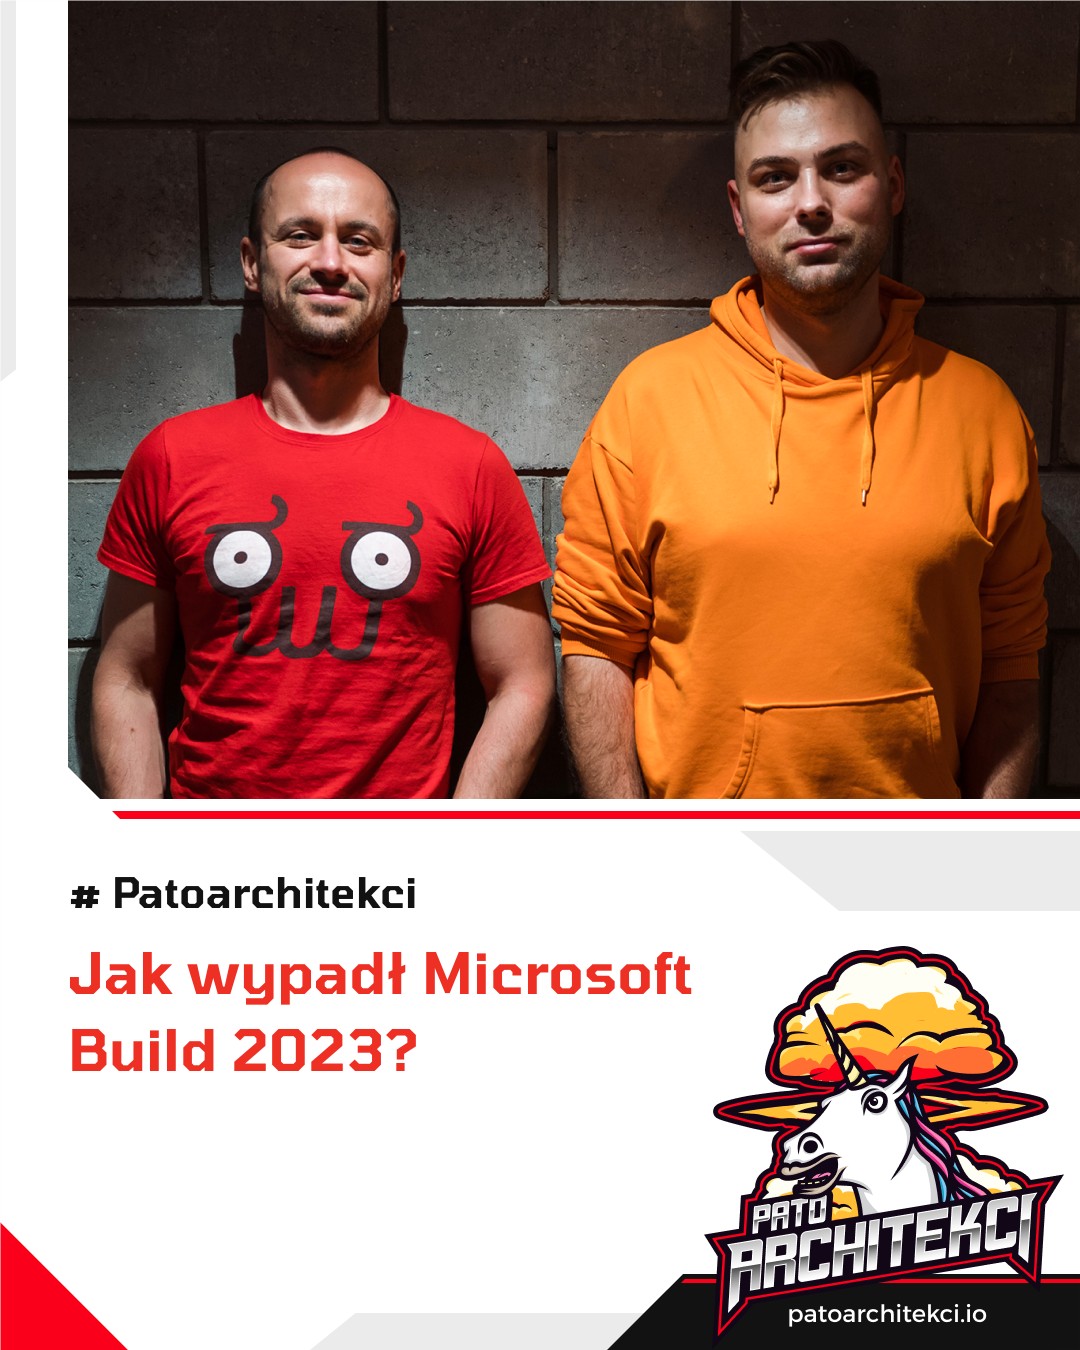 # Patoarchitekci
Jak wypadł Microsoft
Build 2023?
PATO
ARCHITEKCI
patoarchitekci.io